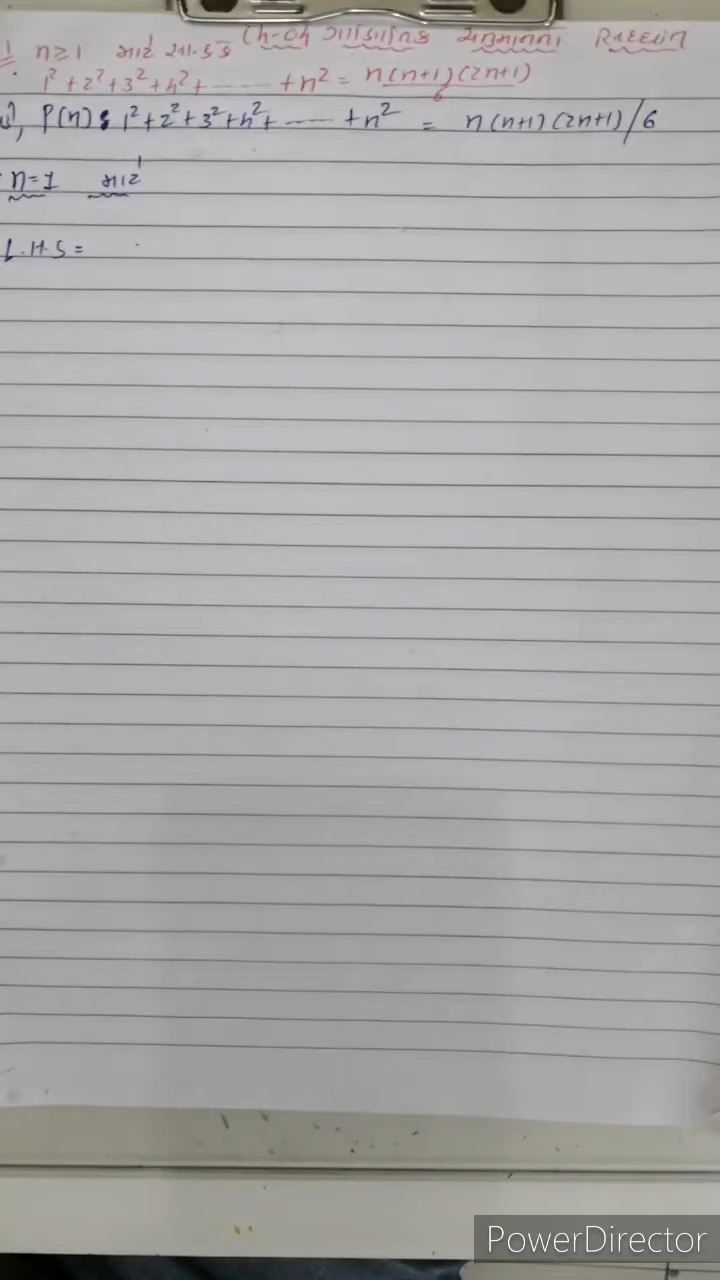 Ch-04 ગાણિતિક અનુમાનના સિદ્ધાંત
1 n≥1 માટે સા.કે
1²+2²+3²+4²+ ------ +n² = n(n+1)(2n+1)/6
P(n): 1²+2²+3²+4²+ ------ +n² = n(n+1)(2n+1)/6
n=1 માટે
L.H.S =
PowerDirector